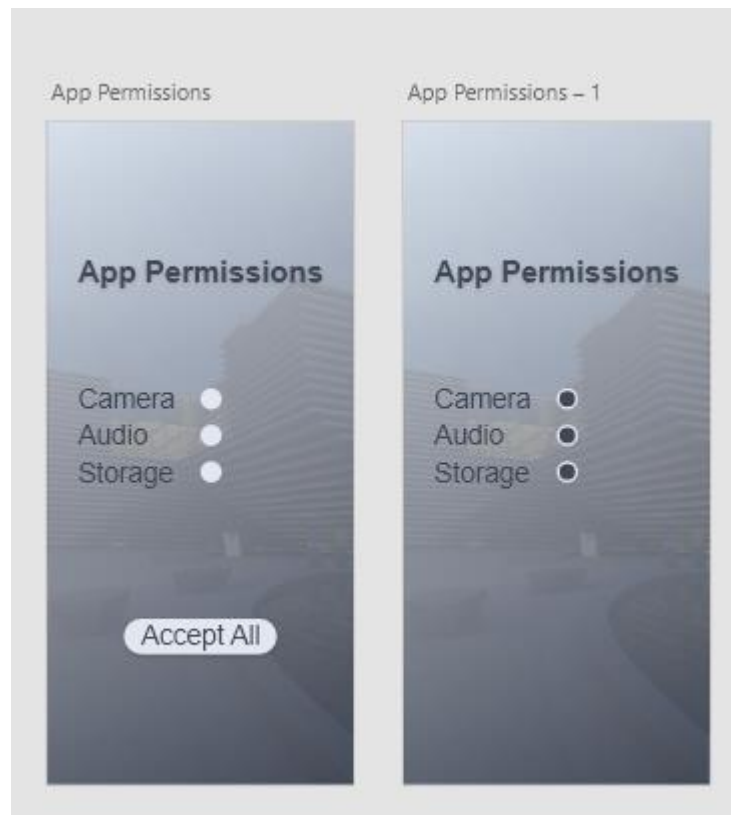 App Permissions
App Permissions
Camera
Audio
Storage
Accept All
App Permissions – 1
App Permissions
Camera
Audio
Storage